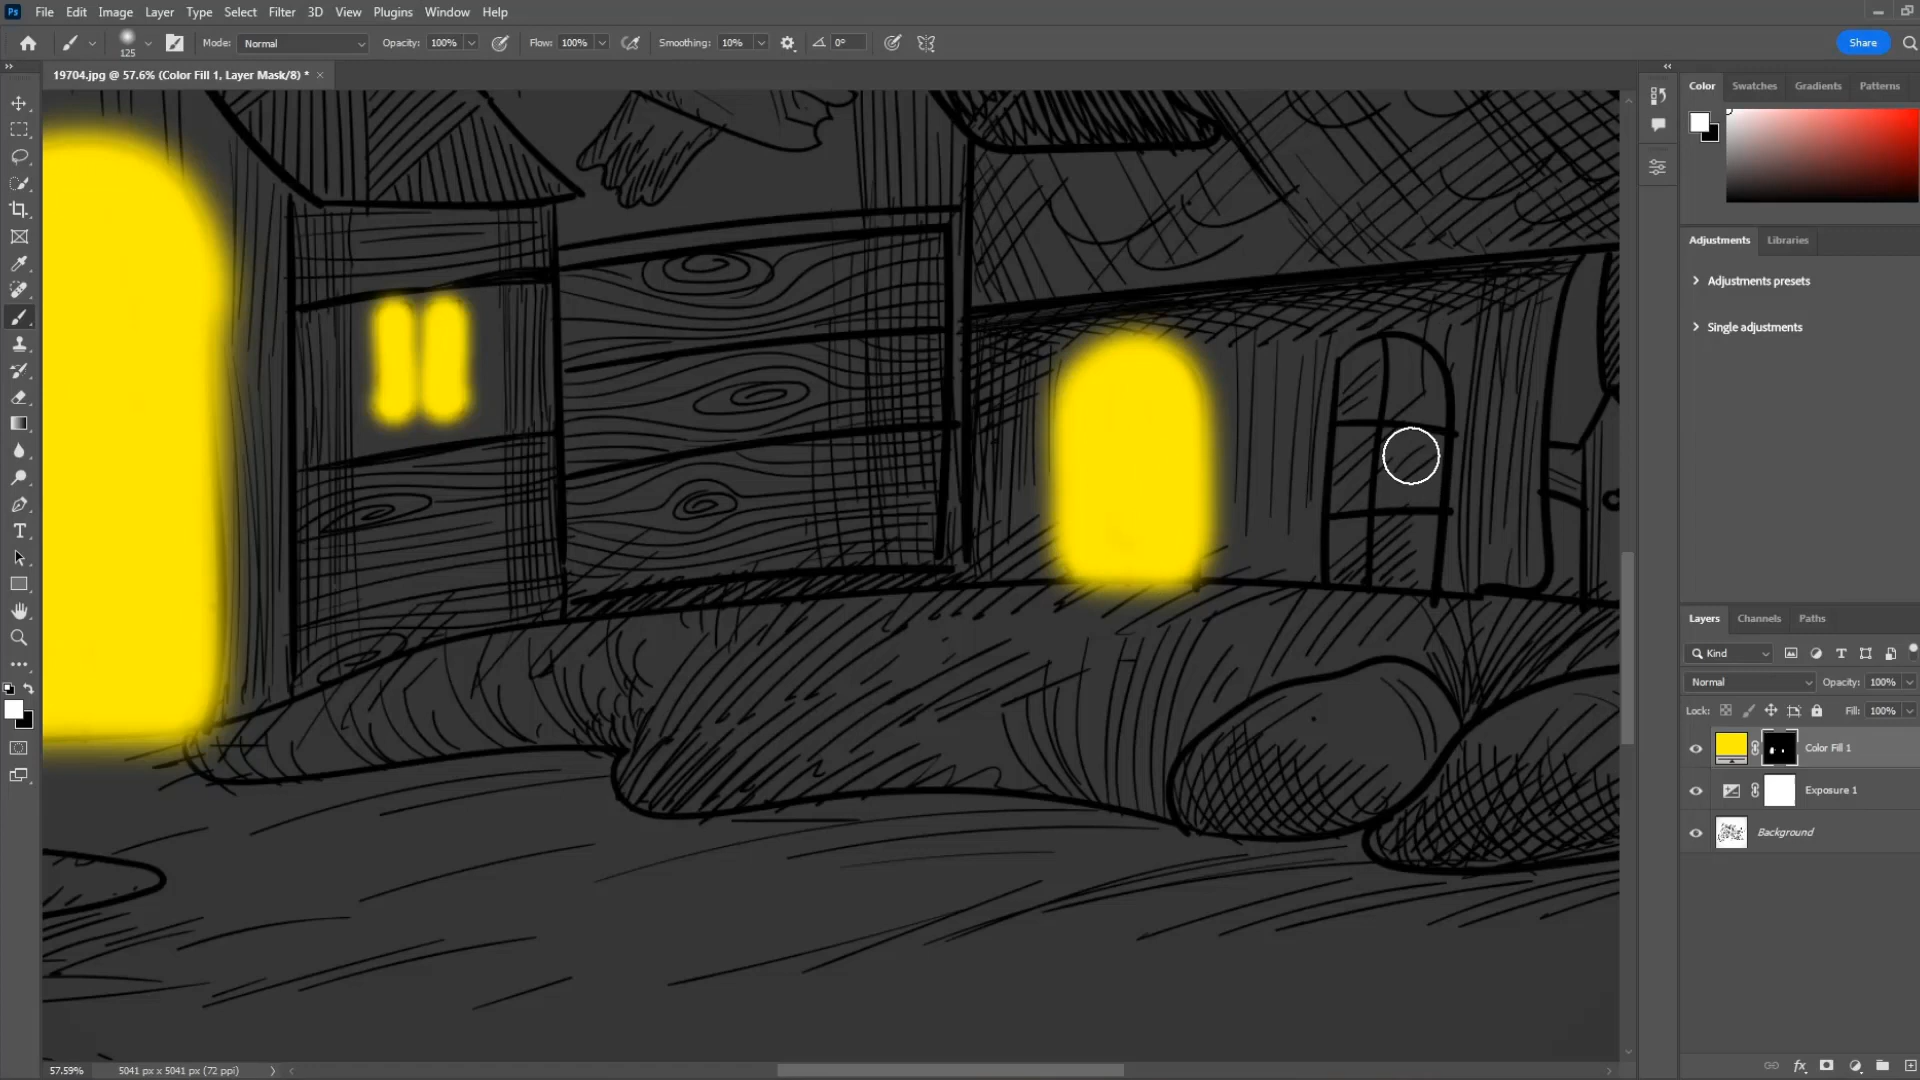 Ps File Edit Image Layer Type Select Filter 3D View Plugins Window Help
125 Mode: Normal Opacity: 100% Flow: 100% Smoothing: 10% 0° Share
19704.jpg @ 57.6% (Color Fill 1, Layer Mask/8) * ×
Color Swatches Gradients Patterns
Adjustments Libraries
Adjustments presets
Single adjustments
Layers Channels Paths
Kind
Normal Opacity: 100%
Lock: Fill: 100%
Color Fill 1
Exposure 1
Background
57.59% 5041 px x 5041 px (72 ppi)
fx